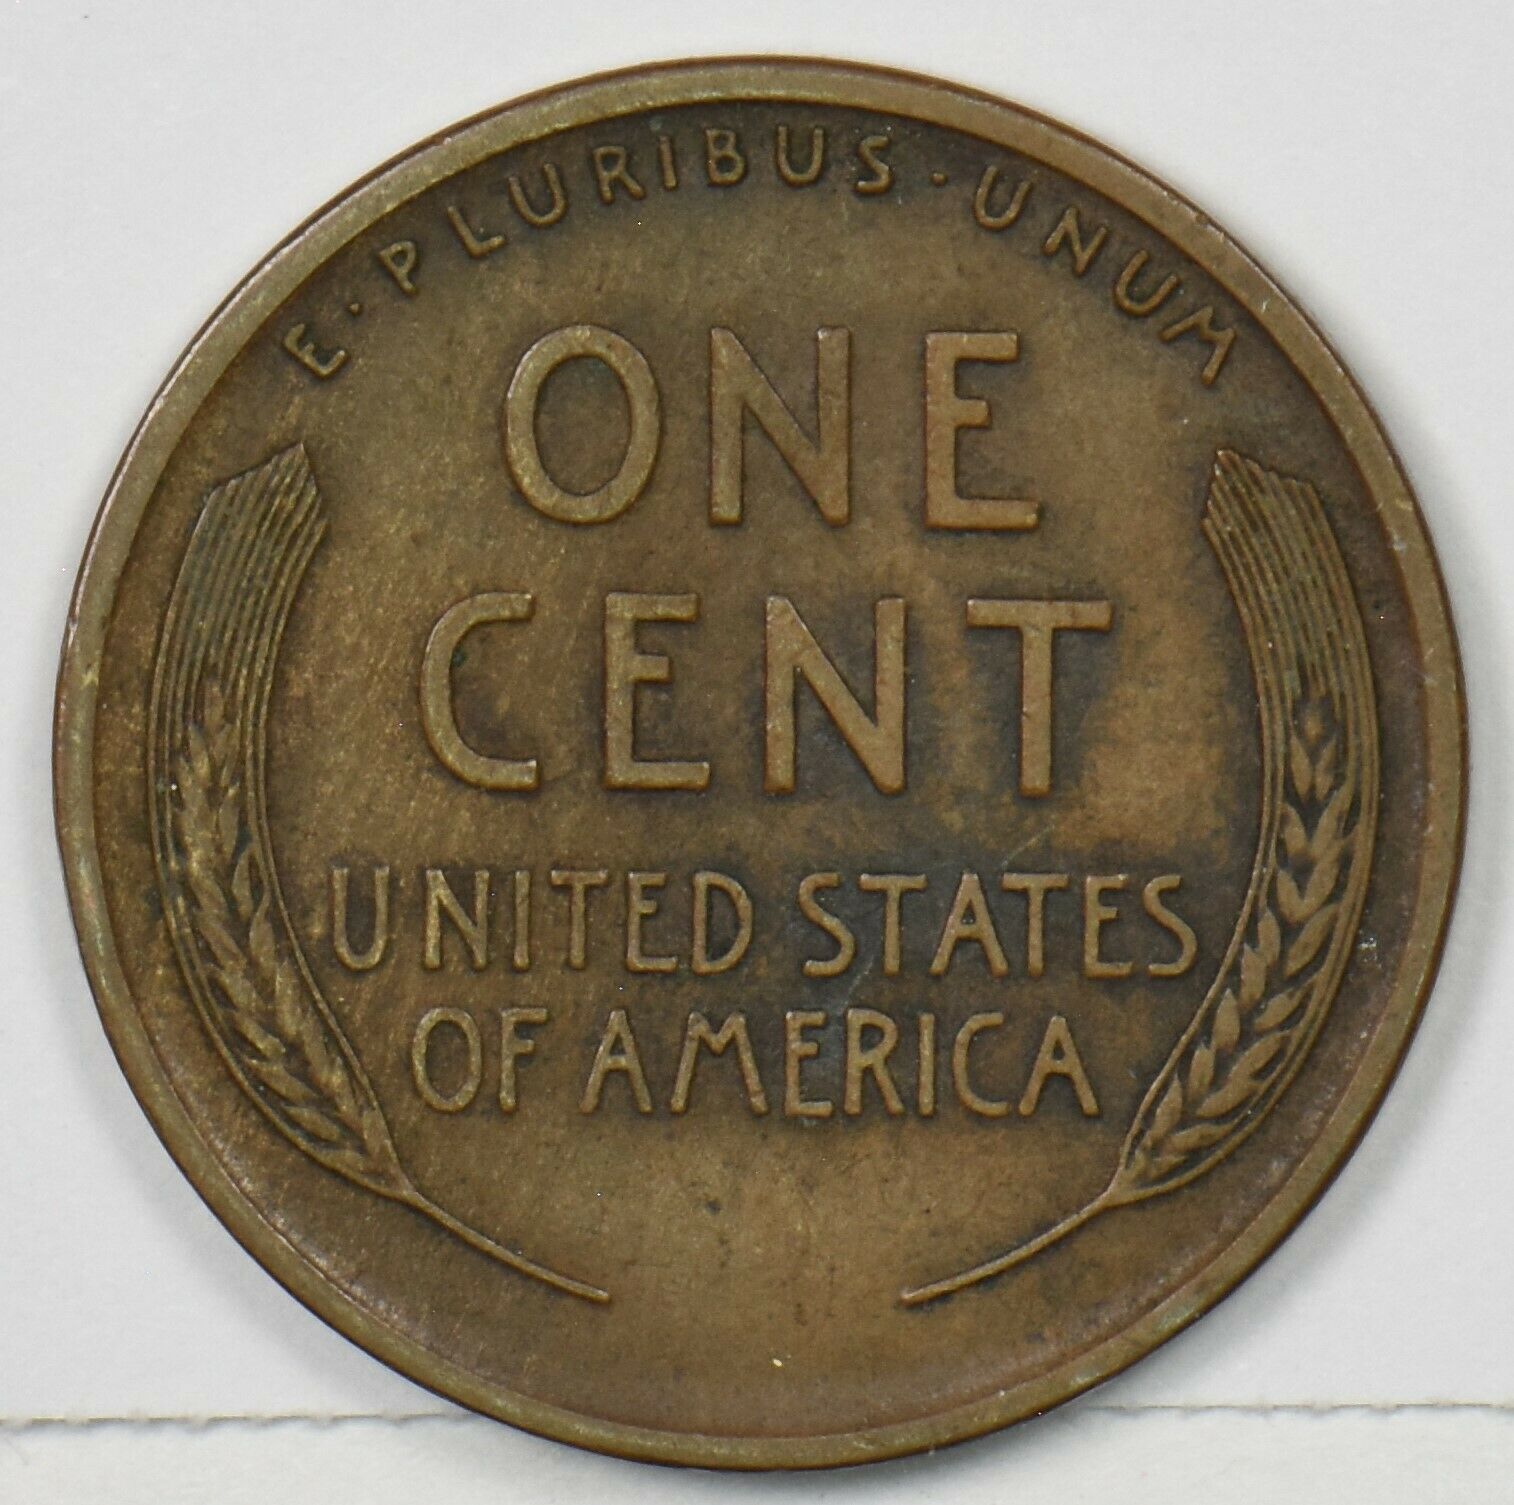 E · PLURIBUS · UNUM
ONE
CENT
UNITED STATES
OF AMERICA